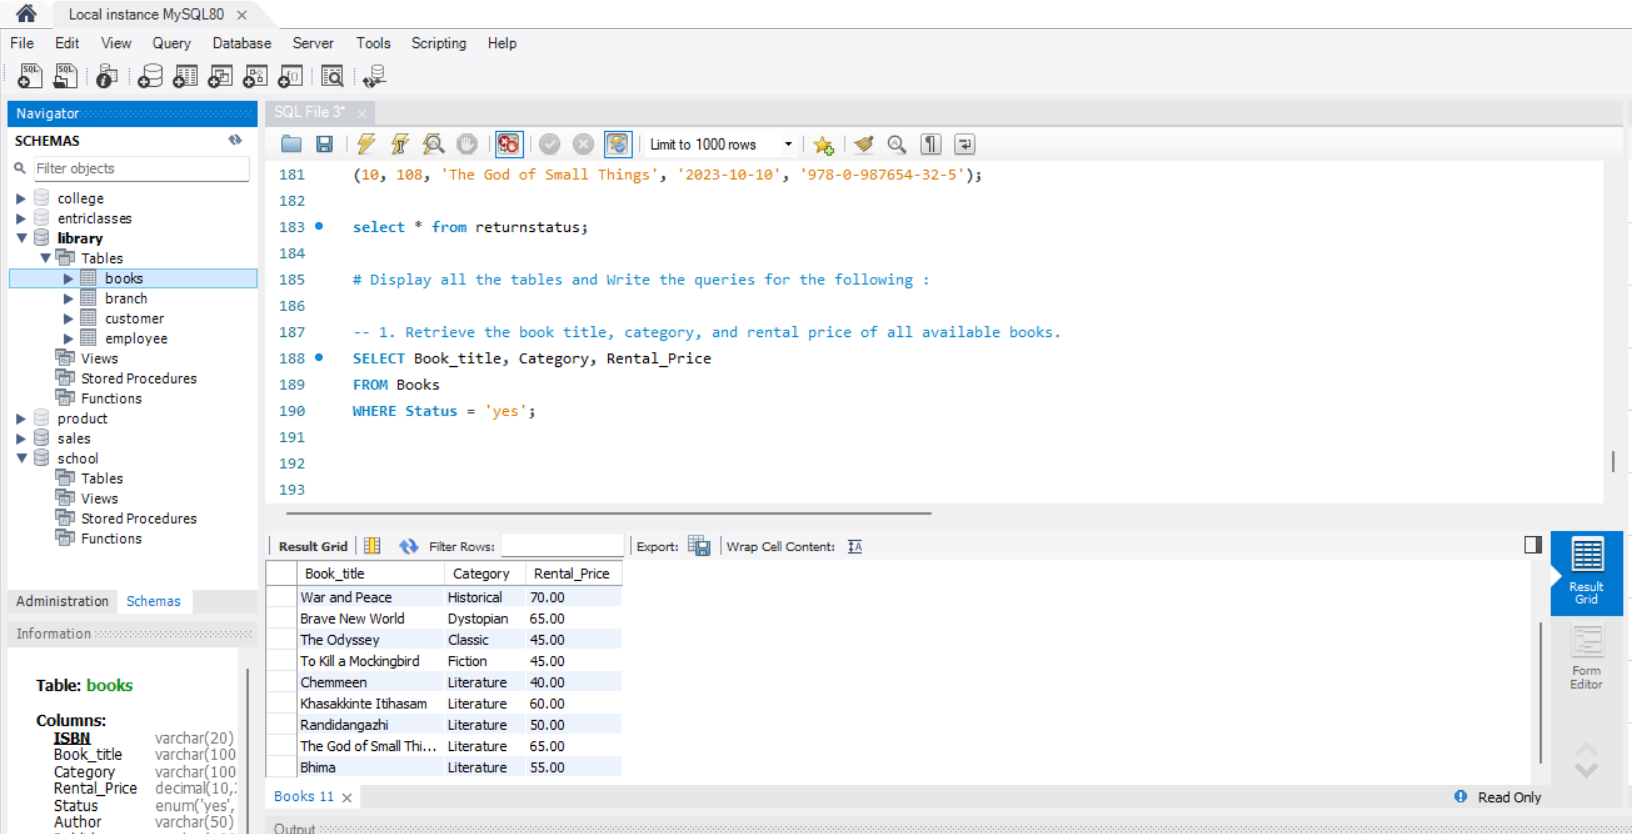 Local instance MySQL80
File Edit View Query Database Server Tools Scripting Help
Navigator
SCHEMAS
Filter objects
college
entriclasses
library
Tables
books
branch
customer
employee
Views
Stored Procedures
Functions
product
sales
school
Tables
Views
Stored Procedures
Functions
Administration Schemas
Information
Table: books
Columns:
ISBN varchar(20)
Book_title varchar(100
Category varchar(100
Rental_Price decimal(10,
Status enum('yes',
Author varchar(50)
SQL File 3*
Limit to 1000 rows
181 (10, 108, 'The God of Small Things', '2023-10-10', '978-0-987654-32-5');
182
183 select * from returnstatus;
184
185 # Display all the tables and Write the queries for the following :
186
187 -- 1. Retrieve the book title, category, and rental price of all available books.
188 SELECT Book_title, Category, Rental_Price
189 FROM Books
190 WHERE Status = 'yes';
191
192
193
Result Grid Filter Rows: Export: Wrap Cell Content:
Book_title Category Rental_Price
War and Peace Historical 70.00
Brave New World Dystopian 65.00
The Odyssey Classic 45.00
To Kill a Mockingbird Fiction 45.00
Chemmeen Literature 40.00
Khasakkinte Itihasam Literature 60.00
Randidangazhi Literature 50.00
The God of Small Thi... Literature 65.00
Bhima Literature 55.00
Result
Grid
Form
Editor
Books 11
Read Only
Output